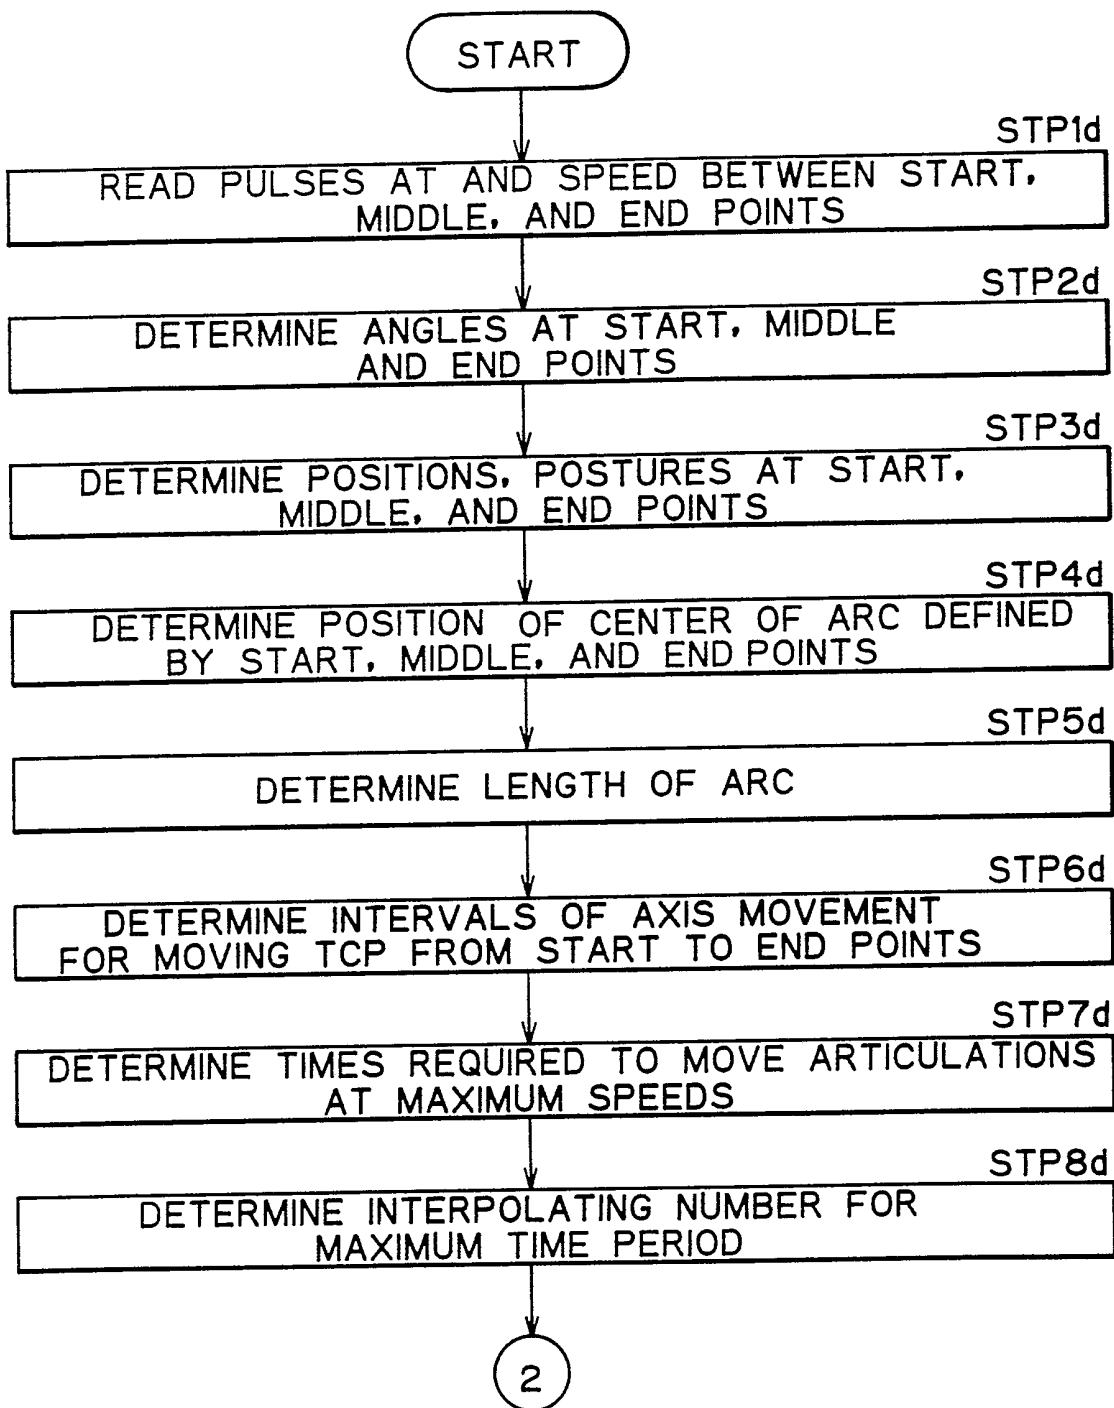 START
STP1d
READ PULSES AT AND SPEED BETWEEN START,
MIDDLE, AND END POINTS
STP2d
DETERMINE ANGLES AT START, MIDDLE
AND END POINTS
STP3d
DETERMINE POSITIONS, POSTURES AT START,
MIDDLE, AND END POINTS
STP4d
DETERMINE POSITION OF CENTER OF ARC DEFINED
BY START, MIDDLE, AND END POINTS
STP5d
DETERMINE LENGTH OF ARC
STP6d
DETERMINE INTERVALS OF AXIS MOVEMENT
FOR MOVING TCP FROM START TO END POINTS
STP7d
DETERMINE TIMES REQUIRED TO MOVE ARTICULATIONS
AT MAXIMUM SPEEDS
STP8d
DETERMINE INTERPOLATING NUMBER FOR
MAXIMUM TIME PERIOD
2